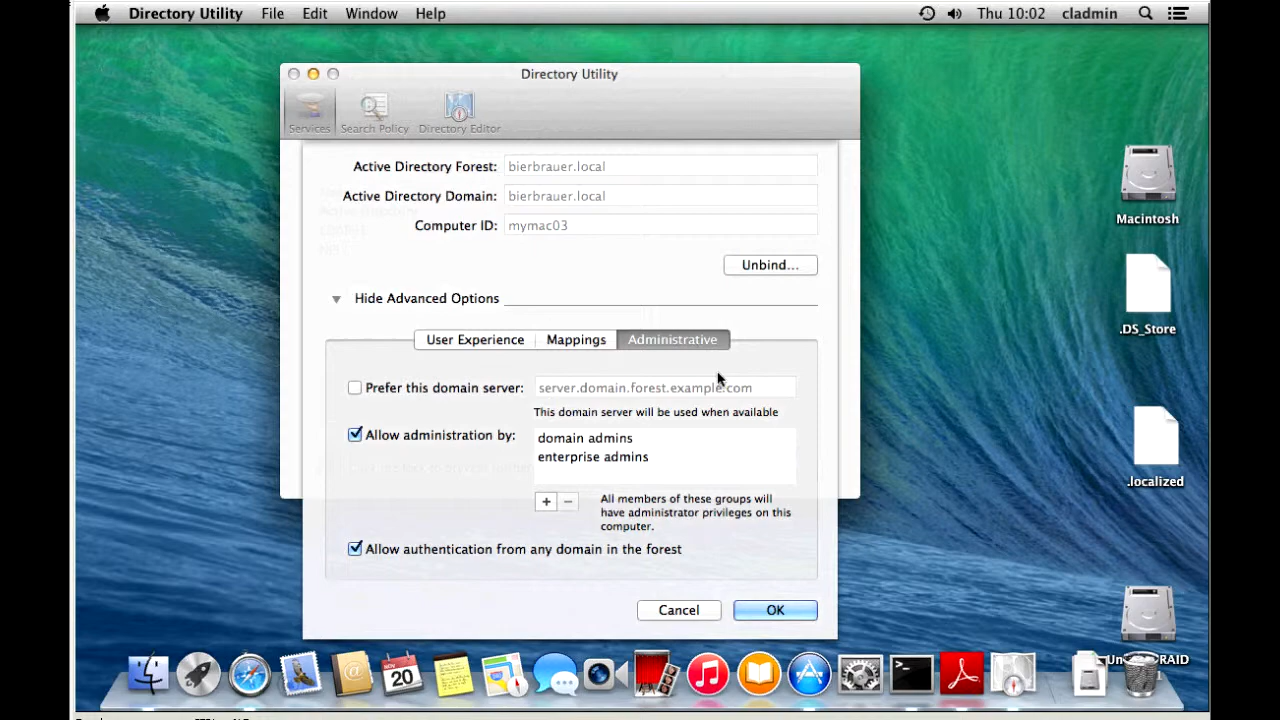 Directory Utility File Edit Window Help Thu 10:02 cladmin
Directory Utility
Services Search Policy Directory Editor
Active Directory Forest: bierbrauer.local
Active Directory Domain: bierbrauer.local
Computer ID: mymac03
Unbind...
Hide Advanced Options
User Experience Mappings Administrative
Prefer this domain server: server.domain.forest.example.com
This domain server will be used when available
Allow administration by: domain admins
enterprise admins
+ −
All members of these groups will
have administrator privileges on this
computer.
Allow authentication from any domain in the forest
Cancel OK
Macintosh
.DS_Store
.localized
RAID
NOV
20